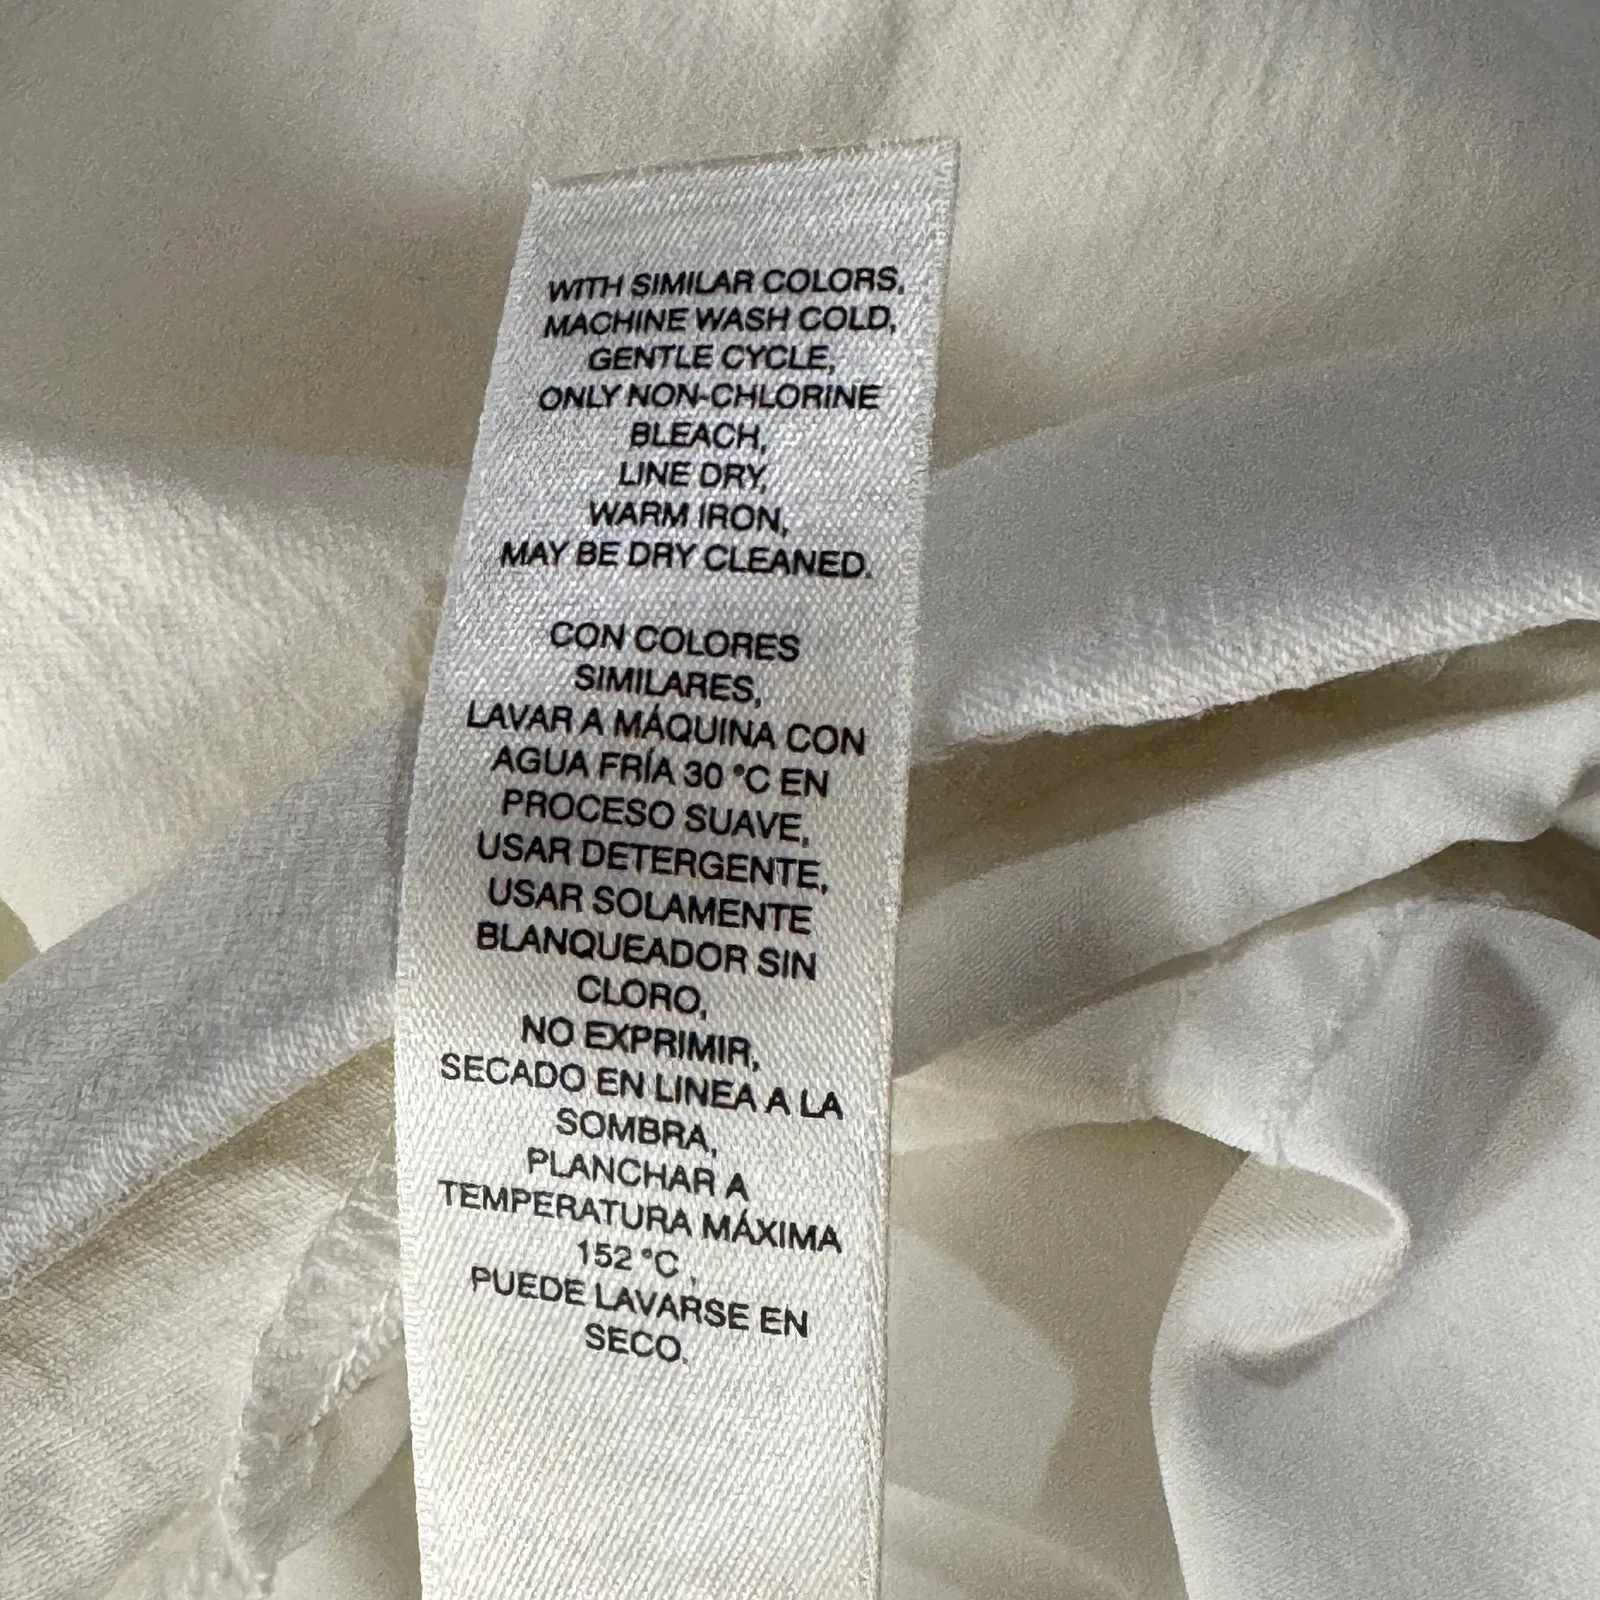 WITH SIMILAR COLORS,
MACHINE WASH COLD,
GENTLE CYCLE,
ONLY NON-CHLORINE
BLEACH,
LINE DRY,
WARM IRON,
MAY BE DRY CLEANED.
CON COLORES
SIMILARES,
LAVAR A MÁQUINA CON
AGUA FRÍA 30 °C EN
PROCESO SUAVE,
USAR DETERGENTE,
USAR SOLAMENTE
BLANQUEADOR SIN
CLORO,
NO EXPRIMIR,
SECADO EN LINEA A LA
SOMBRA,
PLANCHAR A
TEMPERATURA MÁXIMA
152 °C ,
PUEDE LAVARSE EN
SECO.